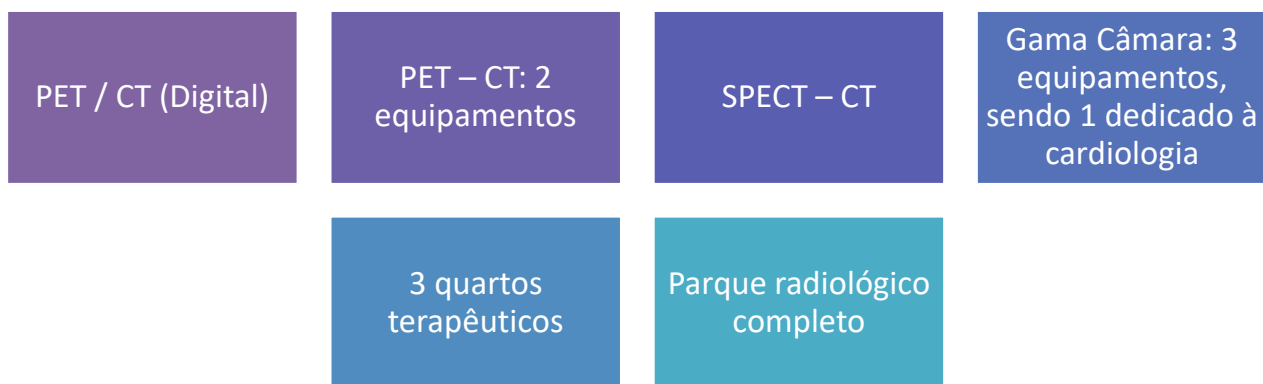 PET / CT (Digital)
PET – CT: 2
equipamentos
SPECT – CT
Gama Câmara: 3
equipamentos,
sendo 1 dedicado à
cardiologia
3 quartos
terapêuticos
Parque radiológico
completo